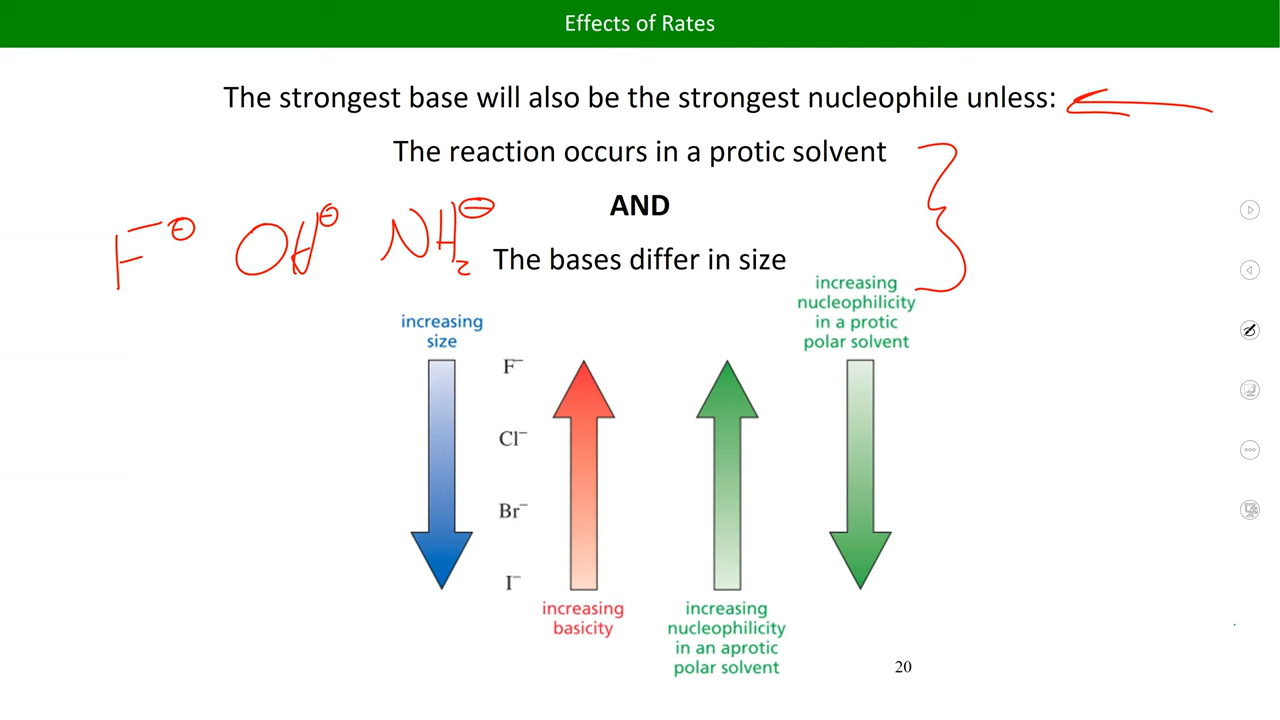 Effects of Rates
The strongest base will also be the strongest nucleophile unless:
The reaction occurs in a protic solvent
AND
F⊖ OH⊖ NH₂⊖
The bases differ in size
increasing
nucleophilicity
in a protic
polar solvent
increasing
size
F⁻
Cl⁻
Br⁻
I⁻
increasing
basicity
increasing
nucleophilicity
in an aprotic
polar solvent
20